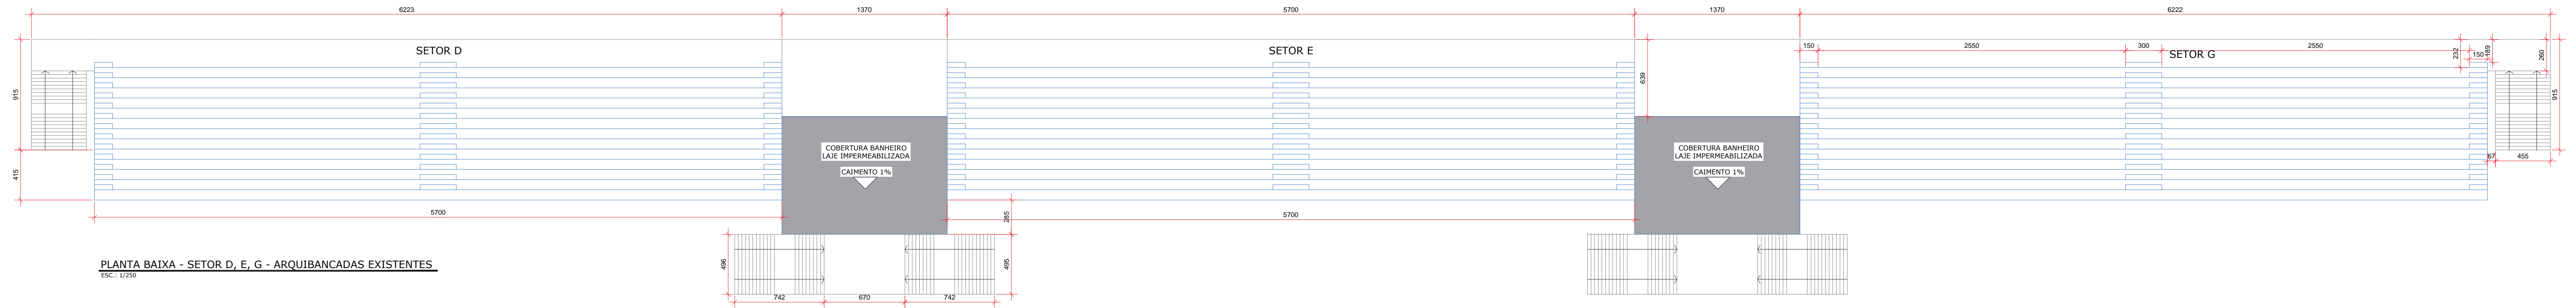 6223
1370
5700
1370
6222
SETOR D
SETOR E
SETOR G
150
2550
300
2550
150
232
189
260
915
415
639
915
COBERTURA BANHEIRO
LAJE IMPERMEABILIZADA
CAIMENTO 1%
COBERTURA BANHEIRO
LAJE IMPERMEABILIZADA
CAIMENTO 1%
67
455
5700
5700
285
496
495
742
670
742
PLANTA BAIXA - SETOR D, E, G - ARQUIBANCADAS EXISTENTES
ESC.: 1/250